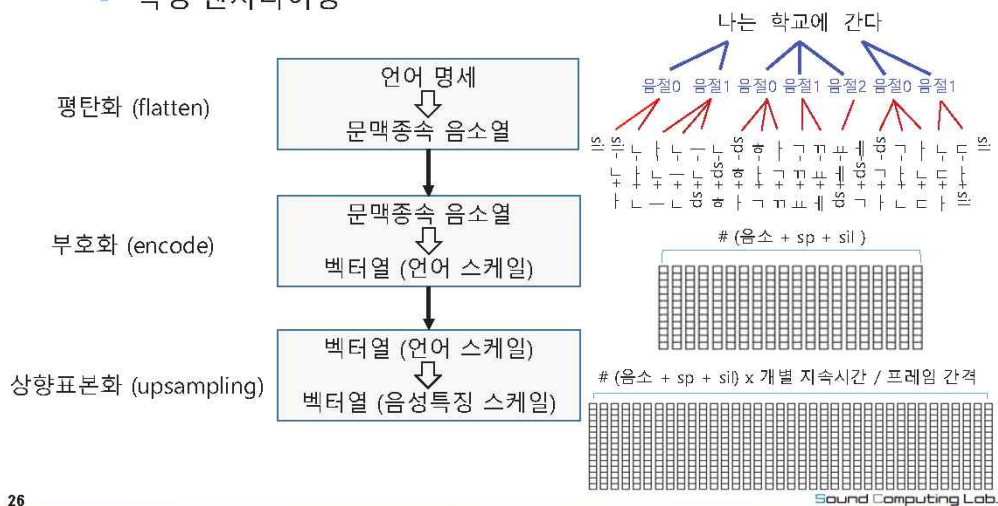 나는 학교에 간다
음절0 음절1 음절0 음절1 음절2 음절0 음절1
평탄화 (flatten)
언어 명세
문맥종속 음소열
부호화 (encode)
문맥종속 음소열
벡터열 (언어 스케일)
# (음소 + sp + sil )
상향표본화 (upsampling)
벡터열 (언어 스케일)
벡터열 (음성특징 스케일)
# (음소 + sp + sil) x 개별 지속시간 / 프레임 간격
26
Sound Computing Lab.